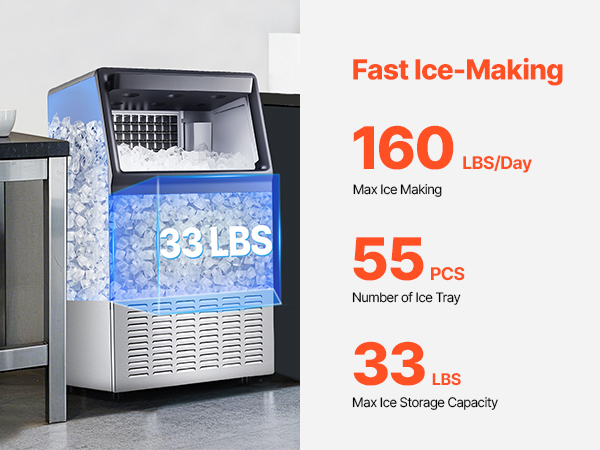 33 LBS
Fast Ice-Making
160 LBS/Day
Max Ice Making
55 PCS
Number of Ice Tray
33 LBS
Max Ice Storage Capacity